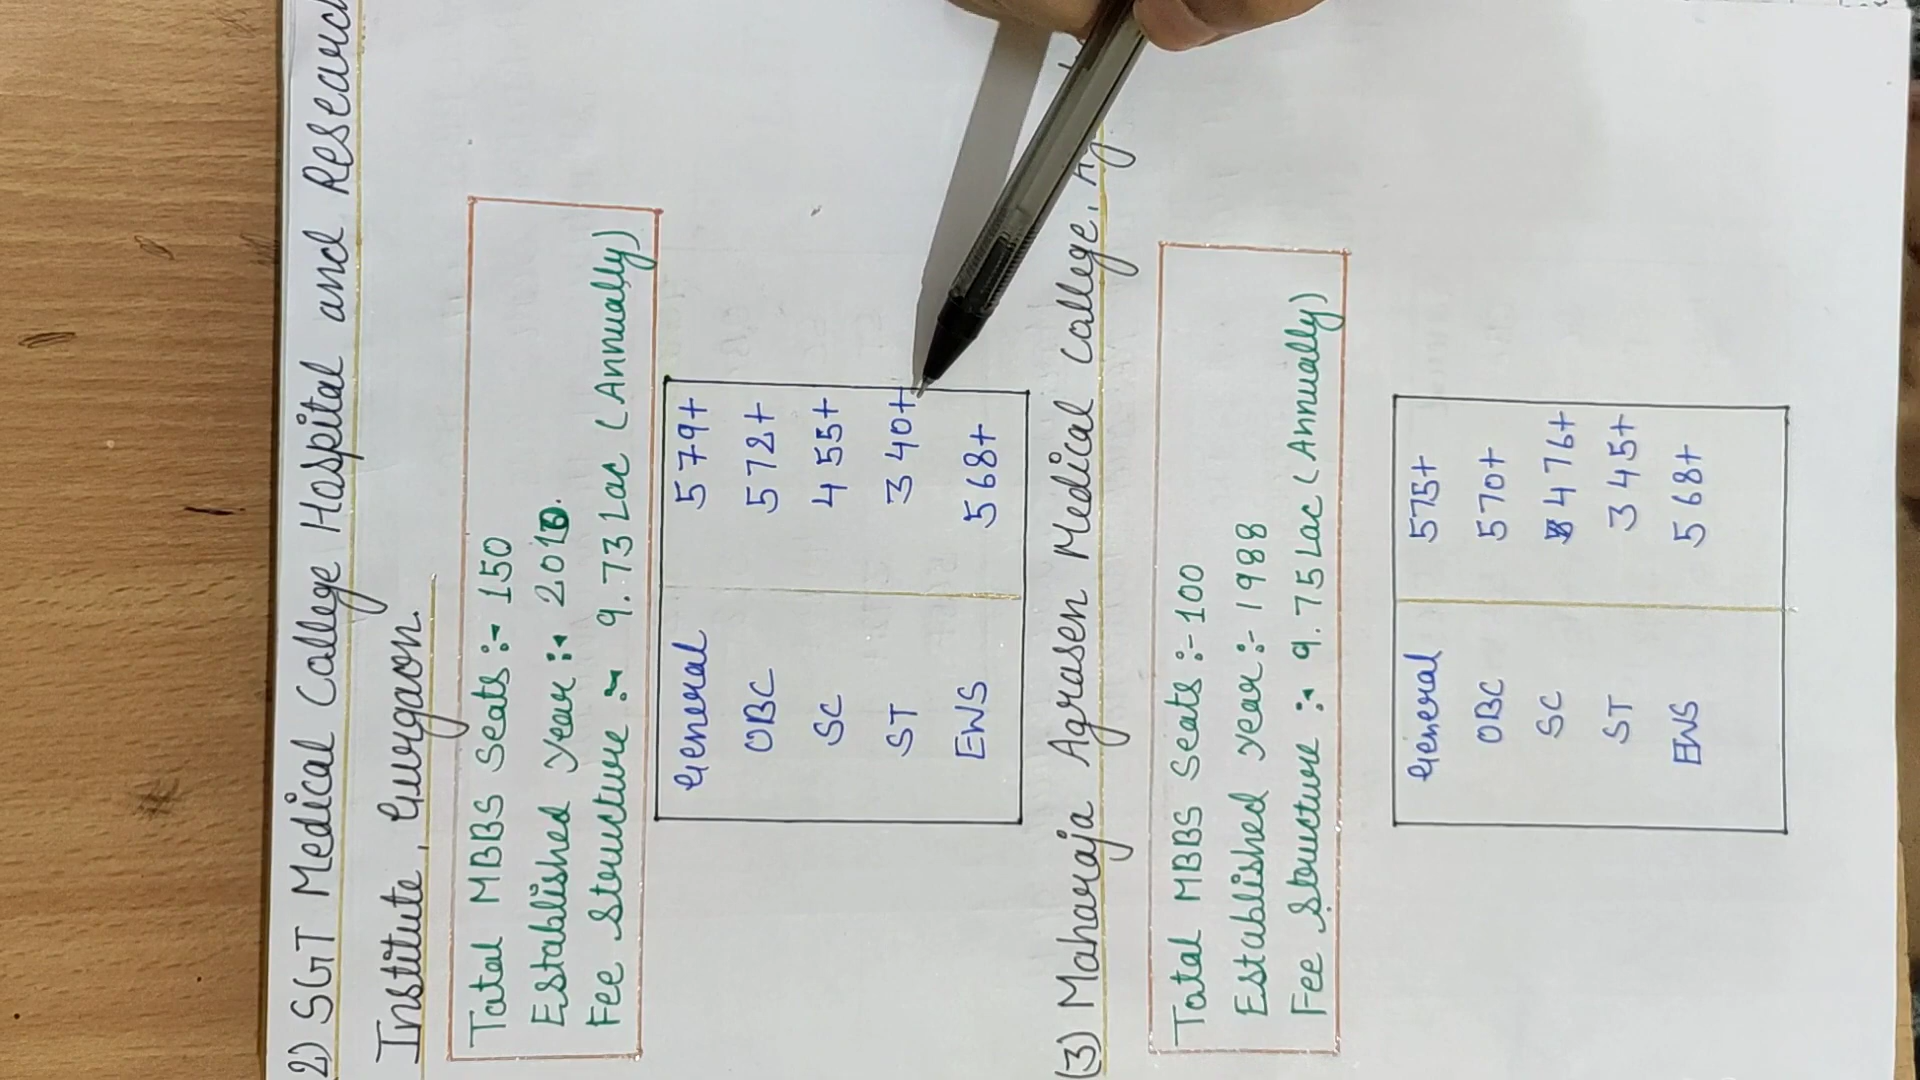 2) SGT Medical College Hospital and Research
Institute, Gurgaon.
Total MBBS Seats :- 150
Established Year :- 2010.
Fee Structure :- 9.73 Lac (Annually)
General 579+
OBC 572+
SC 455+
ST 340+
EWS 568+
(3) Maharaja Agrasen Medical College,
Total MBBS Seats :- 100
Established Year :- 1988
Fee Structure :- 9.75 Lac (Annually)
General 575+
OBC 570+
SC 476+
ST 345+
EWS 568+